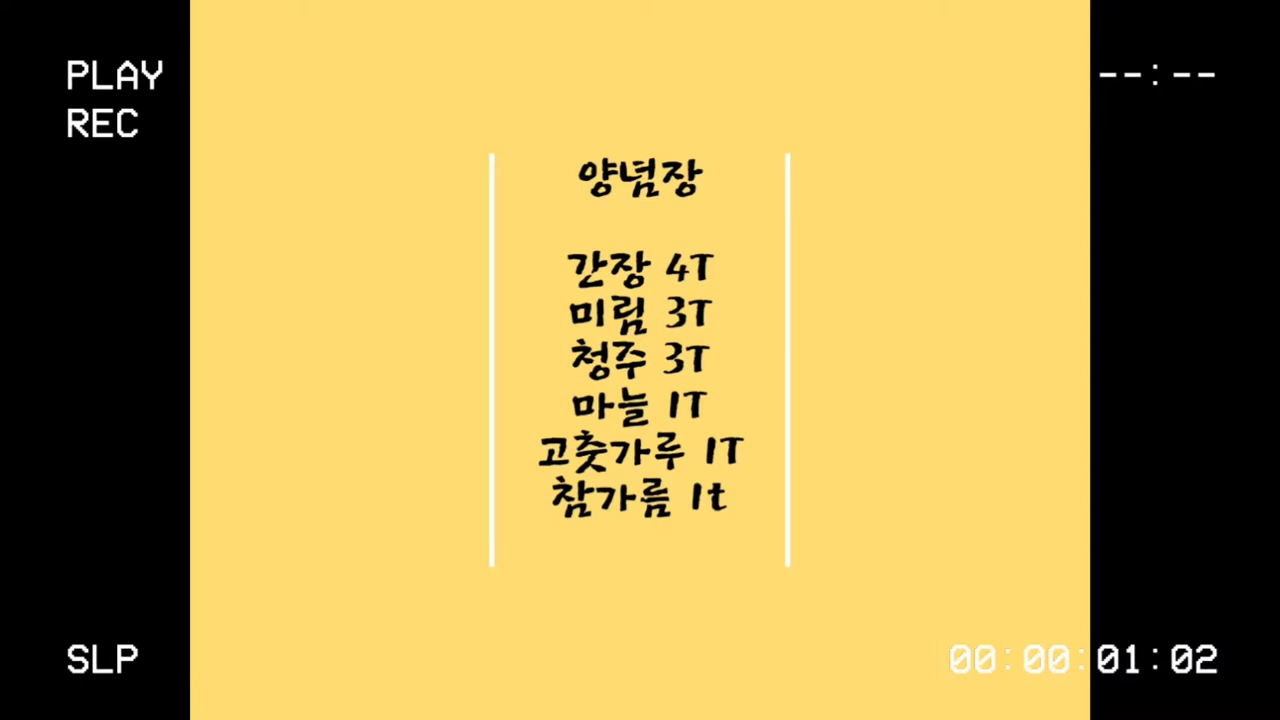 PLAY
--:--
REC
양념장
간장 4T
미림 3T
청주 3T
마늘 1T
고춧가루 1T
참가름 1t
SLP
00:00:01:02